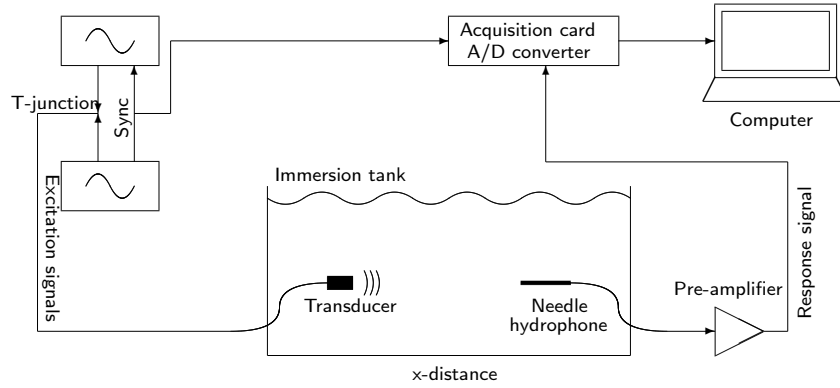 Acquisition card
A/D converter
T-junction
Sync
Computer
Excitation signals
Immersion tank
Response signal
Transducer
Needle
hydrophone
Pre-amplifier
x-distance